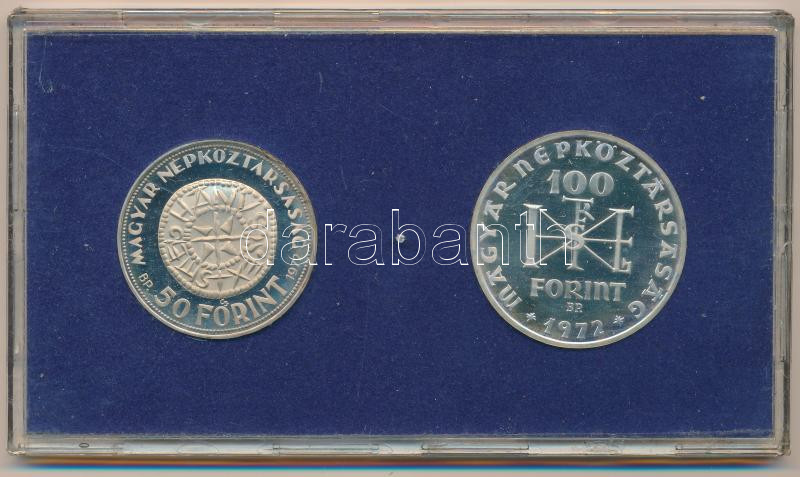 MAGYAR NÉPKÖZTÁRSASÁG
BP.
50 FORINT
MAGYAR NÉPKÖZTÁRSASÁG
100
FORINT
BP.
* 1972 *
darabanth